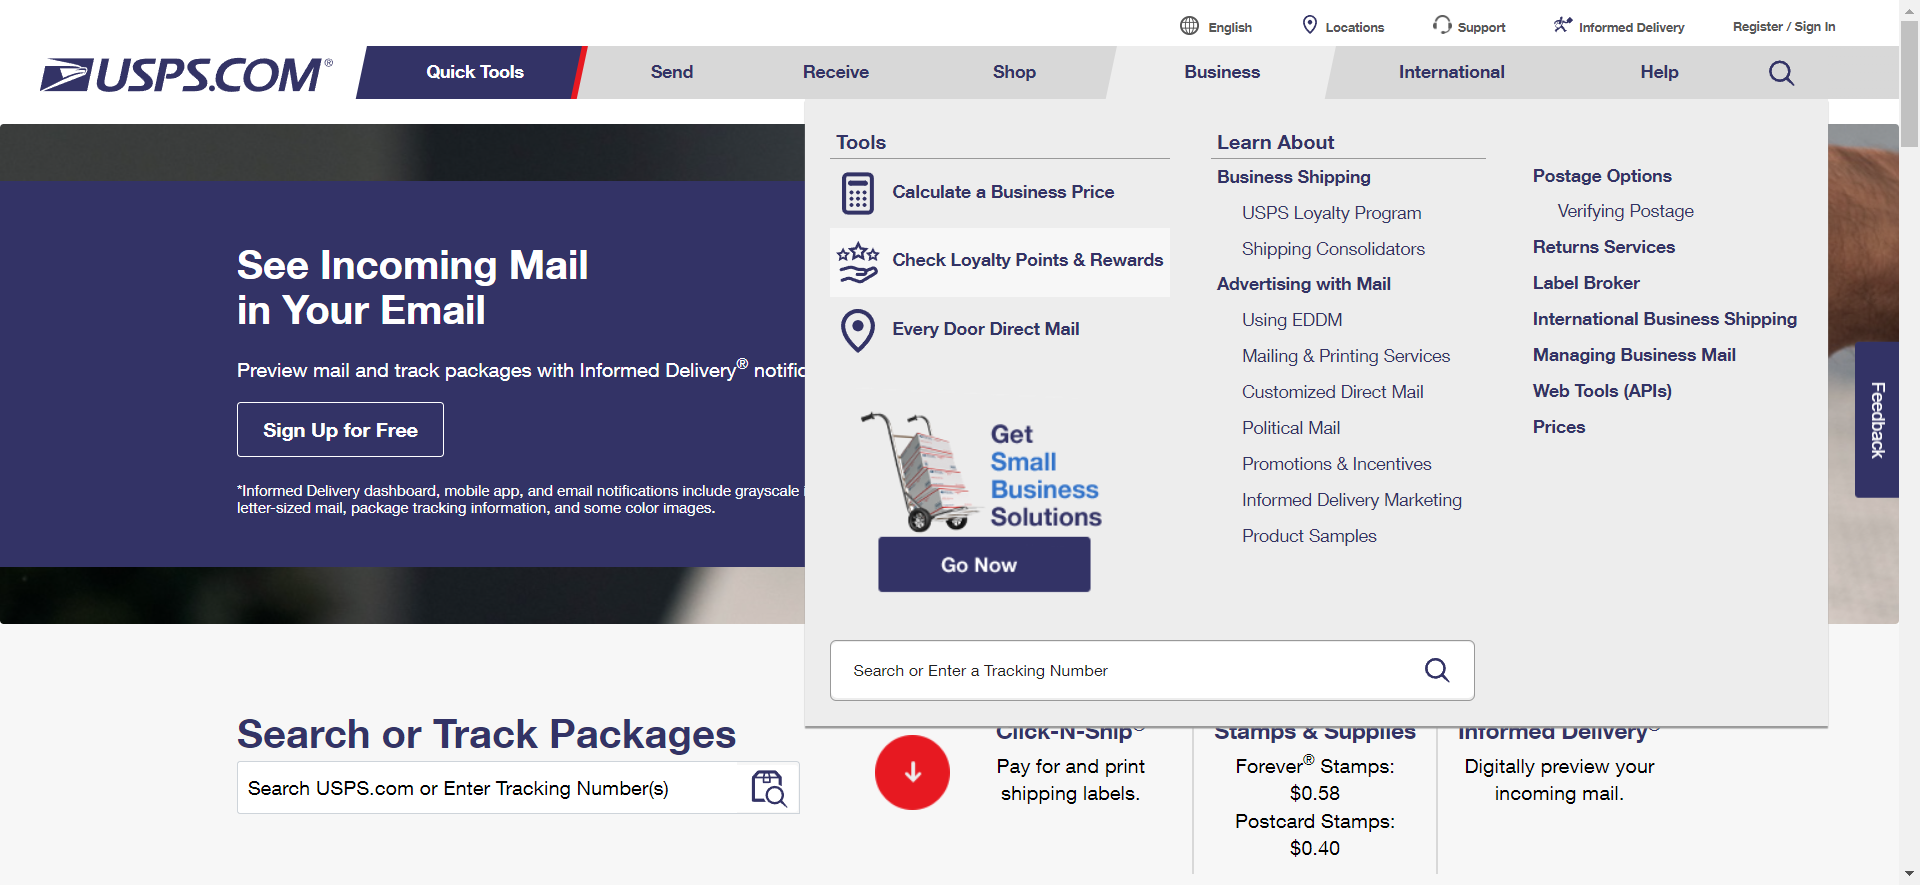 English
Locations
Support
Informed Delivery
Register / Sign In
USPS.COM®
Quick Tools
Send
Receive
Shop
Business
International
Help
Tools
Calculate a Business Price
Check Loyalty Points & Rewards
Every Door Direct Mail
Get
Small
Business
Solutions
Go Now
Learn About
Business Shipping
USPS Loyalty Program
Shipping Consolidators
Advertising with Mail
Using EDDM
Mailing & Printing Services
Customized Direct Mail
Political Mail
Promotions & Incentives
Informed Delivery Marketing
Product Samples
Postage Options
Verifying Postage
Returns Services
Label Broker
International Business Shipping
Managing Business Mail
Web Tools (APIs)
Prices
Search or Enter a Tracking Number
See Incoming Mail
in Your Email
Preview mail and track packages with Informed Delivery®
Sign Up for Free
*Informed Delivery dashboard, mobile app, and email notifications include grayscale
letter-sized mail, package tracking information, and some color images.
Feedback
Search or Track Packages
Search USPS.com or Enter Tracking Number(s)
Click-N-Ship®
Pay for and print
shipping labels.
Stamps & Supplies
Forever® Stamps:
$0.58
Postcard Stamps:
$0.40
Informed Delivery®
Digitally preview your
incoming mail.